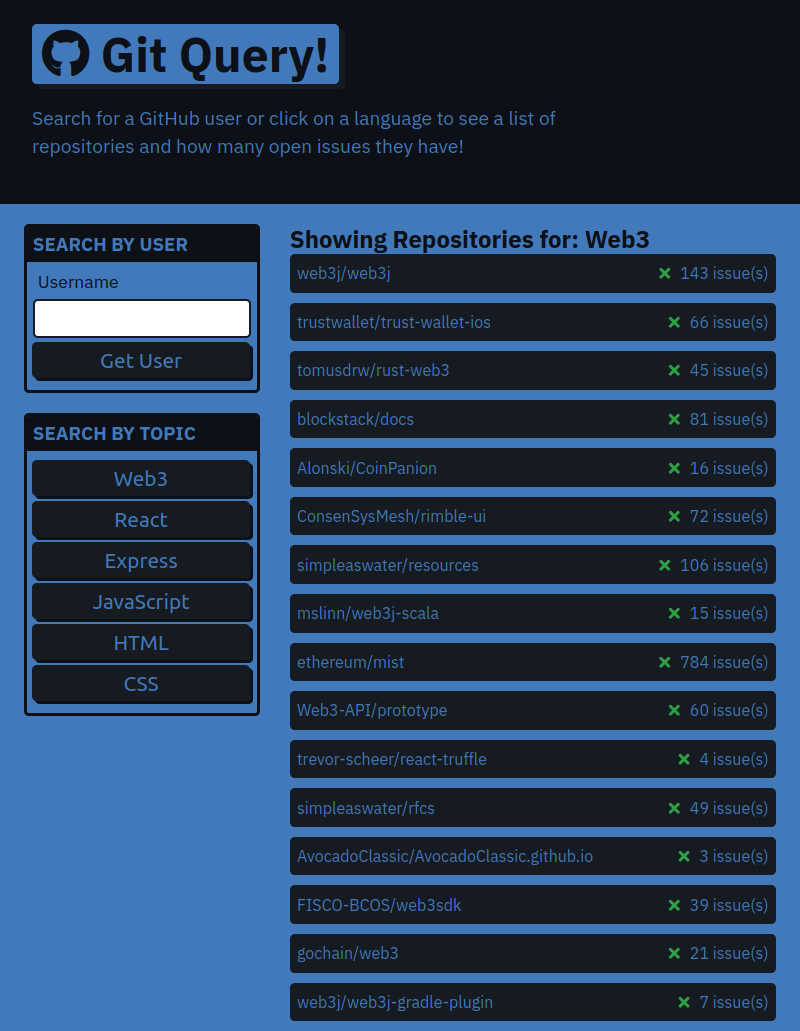 Git Query!
Search for a GitHub user or click on a language to see a list of
repositories and how many open issues they have!
SEARCH BY USER
Username
Get User
SEARCH BY TOPIC
Web3
React
Express
JavaScript
HTML
CSS
Showing Repositories for: Web3
web3j/web3j ✖ 143 issue(s)
trustwallet/trust-wallet-ios ✖ 66 issue(s)
tomusdrw/rust-web3 ✖ 45 issue(s)
blockstack/docs ✖ 81 issue(s)
Alonski/CoinPanion ✖ 16 issue(s)
ConsenSysMesh/rimble-ui ✖ 72 issue(s)
simpleaswater/resources ✖ 106 issue(s)
mslinn/web3j-scala ✖ 15 issue(s)
ethereum/mist ✖ 784 issue(s)
Web3-API/prototype ✖ 60 issue(s)
trevor-scheer/react-truffle ✖ 4 issue(s)
simpleaswater/rfcs ✖ 49 issue(s)
AvocadoClassic/AvocadoClassic.github.io ✖ 3 issue(s)
FISCO-BCOS/web3sdk ✖ 39 issue(s)
gochain/web3 ✖ 21 issue(s)
web3j/web3j-gradle-plugin ✖ 7 issue(s)